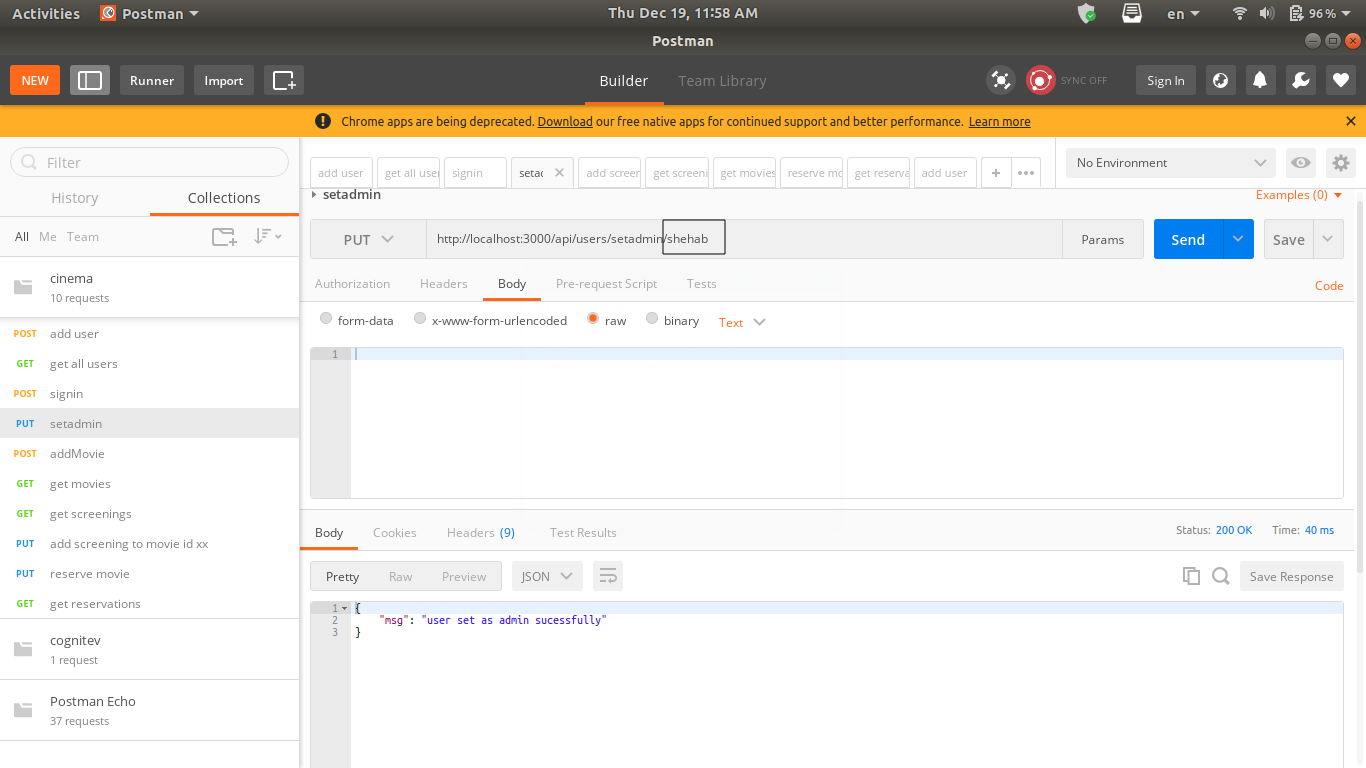 Activities Postman Thu Dec 19, 11:58 AM en 96%
Postman
NEW Runner Import Builder Team Library SYNC OFF Sign In
Chrome apps are being deprecated. Download our free native apps for continued support and better performance. Learn more
Filter
History Collections
All Me Team
cinema
10 requests
POST add user
GET get all users
POST signin
PUT setadmin
POST addMovie
GET get movies
GET get screenings
PUT add screening to movie id xx
PUT reserve movie
GET get reservations
cognitev
1 request
Postman Echo
37 requests
add user get all user signin setad add screen get screeni get movies reserve mo get reserva add user + •••
No Environment
setadmin Examples (0)
PUT http://localhost:3000/api/users/setadmin/shehab Params Send Save
Authorization Headers Body Pre-request Script Tests Code
form-data x-www-form-urlencoded raw binary Text
1
Body Cookies Headers (9) Test Results Status: 200 OK Time: 40 ms
Pretty Raw Preview JSON Save Response
1 {
2 "msg": "user set as admin sucessfully"
3 }